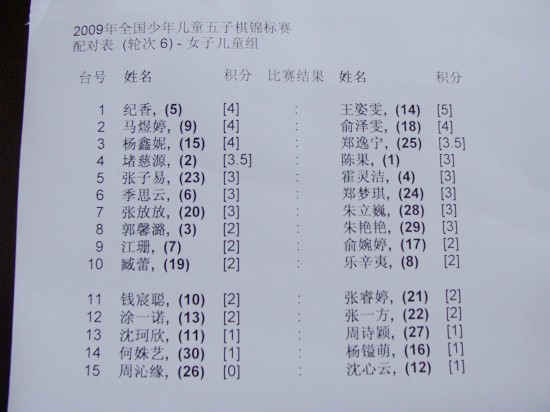 2009年全国少年儿童五子棋锦标赛
配对表 (轮次 6) - 女子儿童组
台号 姓名 积分 比赛结果 姓名 积分
1 纪香, (5) [4] : 王姿雯, (14) [5]
2 马煜婷, (9) [4] : 俞泽雯, (18) [4]
3 杨鑫妮, (15) [4] : 郑逸宁, (25) [3.5]
4 堵慈源, (2) [3.5] : 陈果, (1) [3]
5 张子易, (23) [3] : 霍灵洁, (4) [3]
6 季思云, (6) [3] : 郑梦琪, (24) [3]
7 张放放, (20) [3] : 朱立巍, (28) [3]
8 郭馨潞, (3) [2] : 朱艳艳, (29) [3]
9 江珊, (7) [2] : 俞婉婷, (17) [2]
10 臧蕾, (19) [2] : 乐辛夷, (8) [2]
11 钱宸聪, (10) [2] : 张睿婷, (21) [2]
12 涂一诺, (13) [2] : 张一方, (22) [2]
13 沈珂欣, (11) [1] : 周诗颖, (27) [1]
14 何姝艺, (30) [1] : 杨镒萌, (16) [1]
15 周沁缘, (26) [0] : 沈心云, (12) [1]